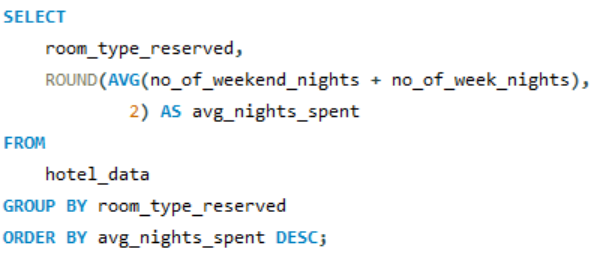 SELECT
room_type_reserved,
ROUND(AVG(no_of_weekend_nights + no_of_week_nights),
2) AS avg_nights_spent
FROM
hotel_data
GROUP BY room_type_reserved
ORDER BY avg_nights_spent DESC;